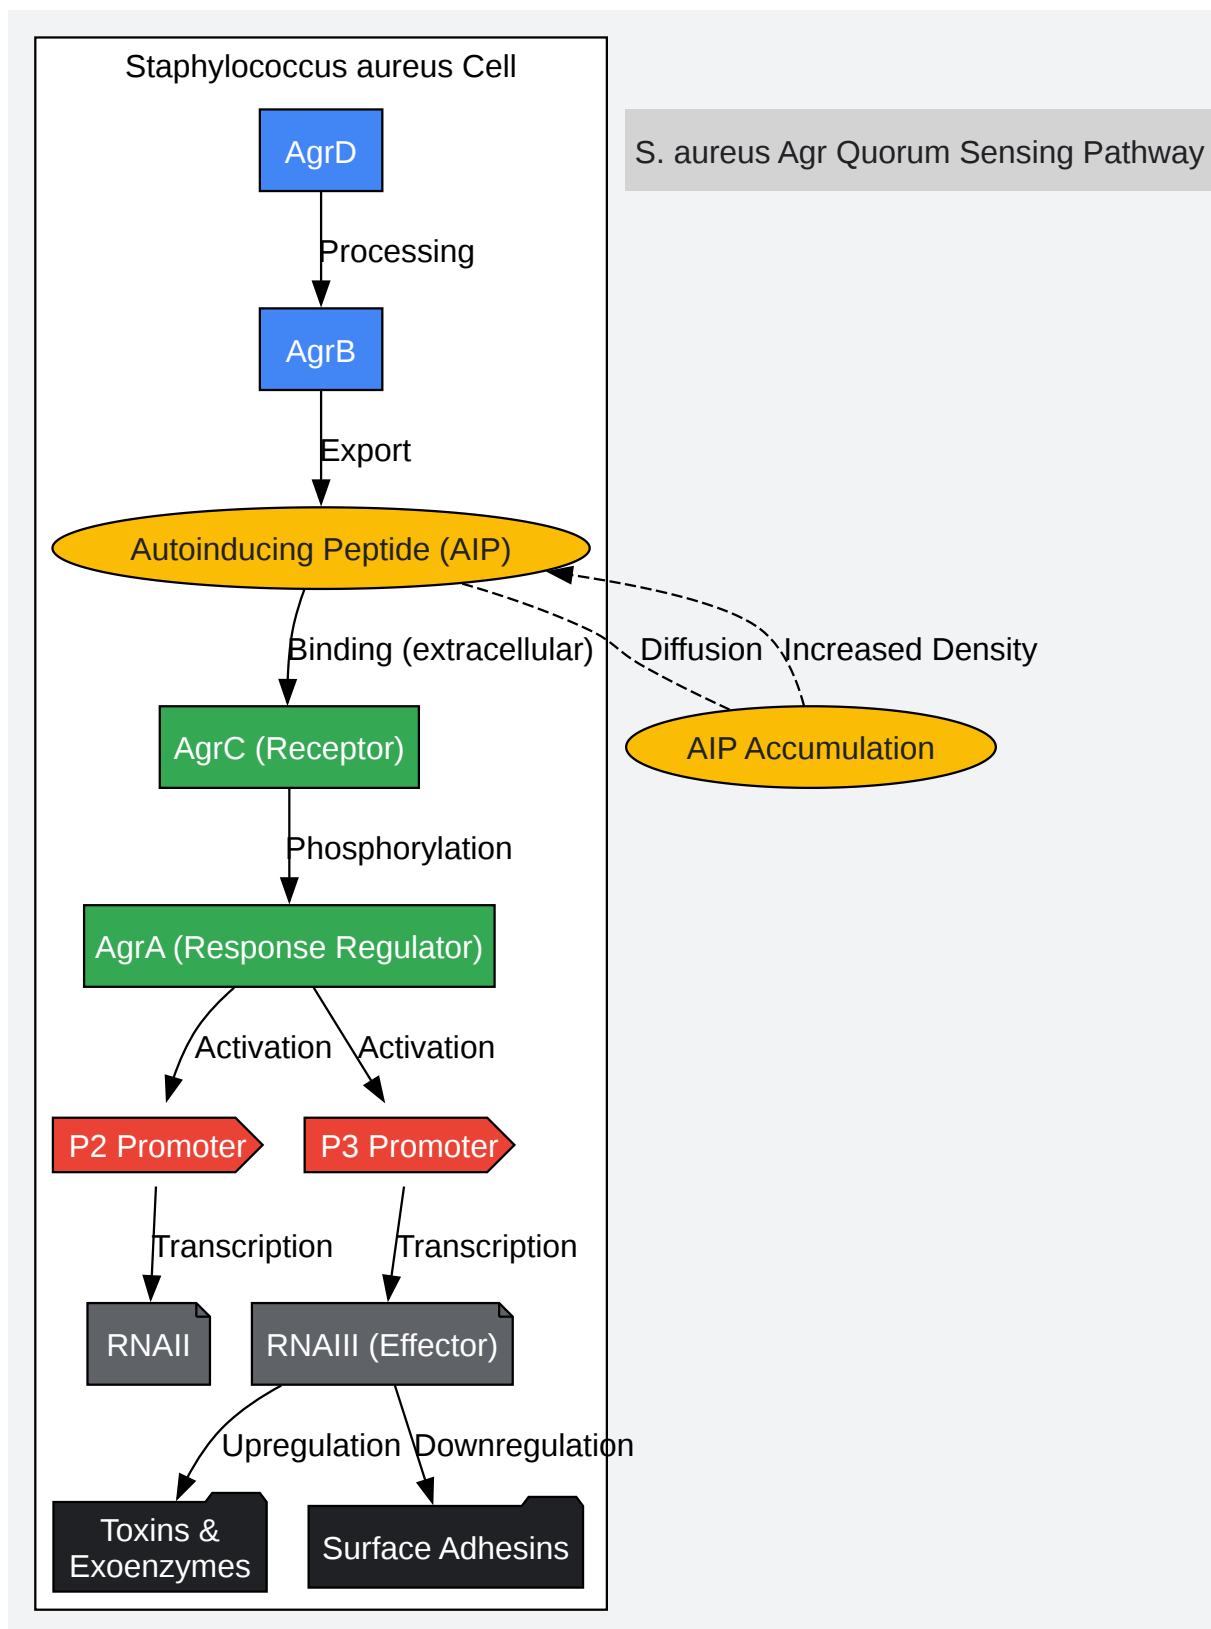 Staphylococcus aureus Cell
AgrD
S. aureus Agr Quorum Sensing Pathway
Processing
AgrB
Export
Autoinducing Peptide (AIP)
Binding (extracellular)
Diffusion
Increased Density
AgrC (Receptor)
AIP Accumulation
Phosphorylation
AgrA (Response Regulator)
Activation
Activation
P2 Promoter
P3 Promoter
Transcription
Transcription
RNAII
RNAIII (Effector)
Upregulation
Downregulation
Toxins &
Exoenzymes
Surface Adhesins